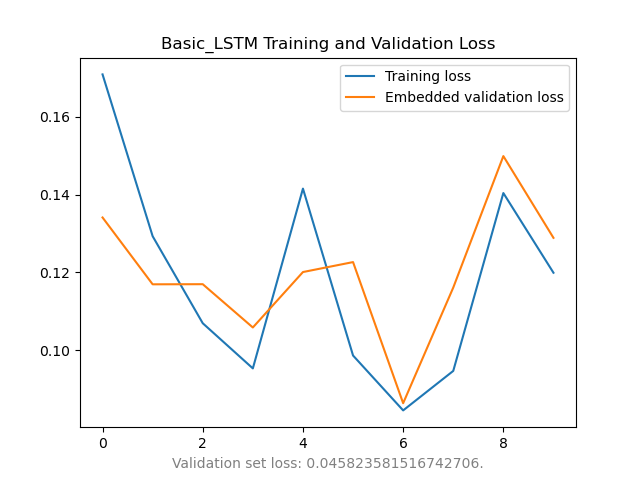 Basic_LSTM Training and Validation Loss
Training loss
Embedded validation loss
0.16
0.14
0.12
0.10
0 2 4 6 8
Validation set loss: 0.045823581516742706.